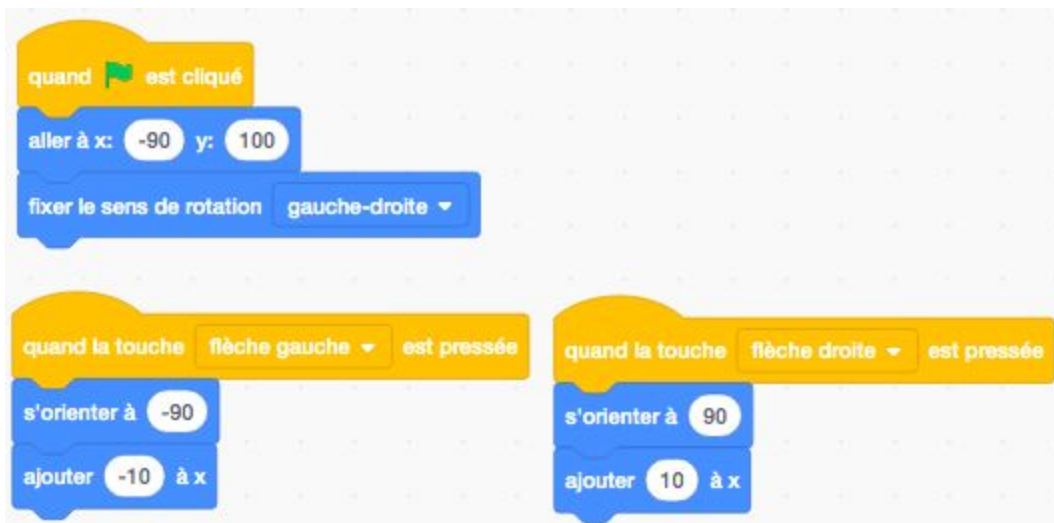 quand est cliqué
aller à x: -90 y: 100
fixer le sens de rotation gauche-droite
quand la touche flèche gauche est pressée
s'orienter à -90
ajouter -10 à x
quand la touche flèche droite est pressée
s'orienter à 90
ajouter 10 à x